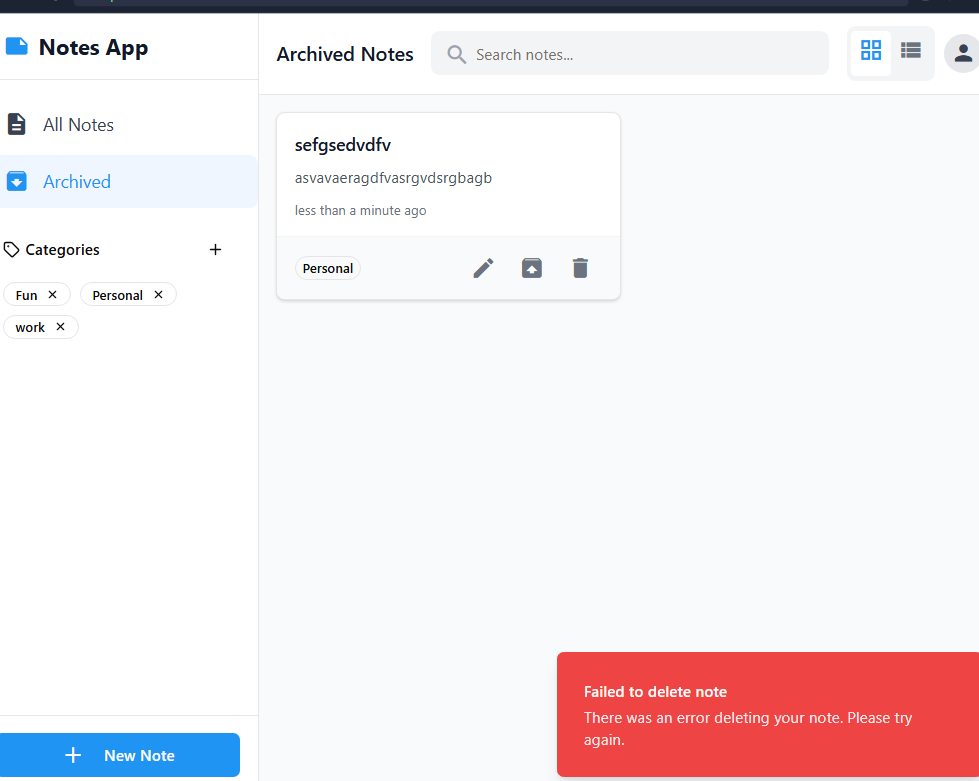 Notes App
All Notes
Archived
Categories
Fun
Personal
work
New Note
Archived Notes
Search notes...
sefgsedvdfv
asvavaeragdfvasrgvdsrgbagb
less than a minute ago
Personal
Failed to delete note
There was an error deleting your note. Please try
again.